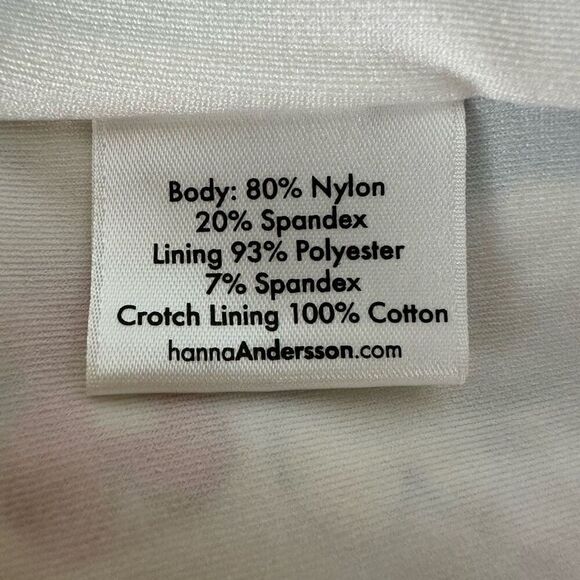 Body: 80% Nylon
20% Spandex
Lining 93% Polyester
7% Spandex
Crotch Lining 100% Cotton
hannaAndersson.com